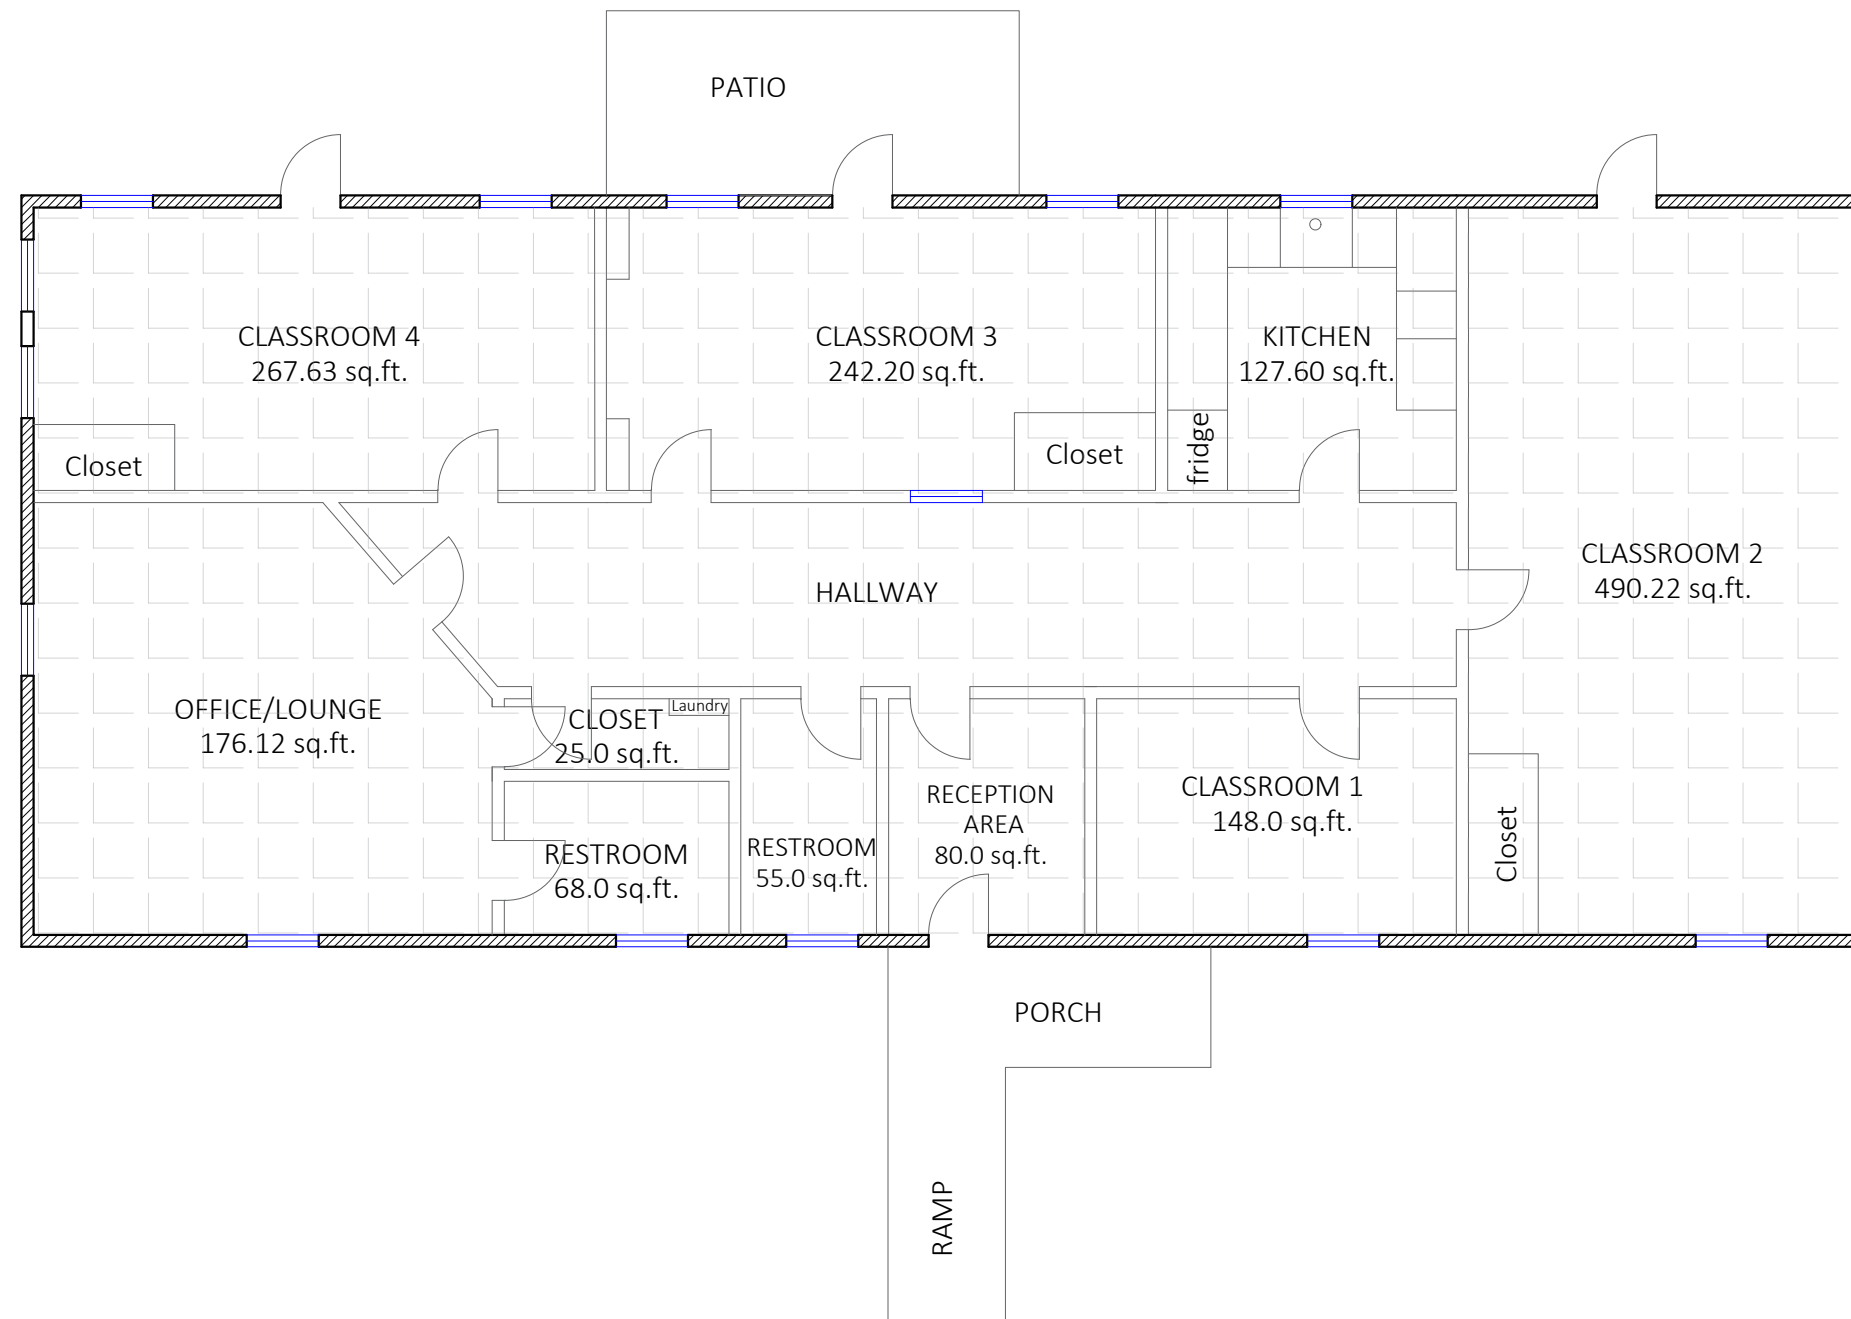 PATIO
CLASSROOM 4
267.63 sq.ft.
CLASSROOM 3
242.20 sq.ft.
KITCHEN
127.60 sq.ft.
Closet
Closet
fridge
HALLWAY
CLASSROOM 2
490.22 sq.ft.
OFFICE/LOUNGE
176.12 sq.ft.
CLOSET
25.0 sq.ft.
Laundry
RESTROOM
68.0 sq.ft.
RESTROOM
55.0 sq.ft.
RECEPTION
AREA
80.0 sq.ft.
CLASSROOM 1
148.0 sq.ft.
Closet
PORCH
RAMP